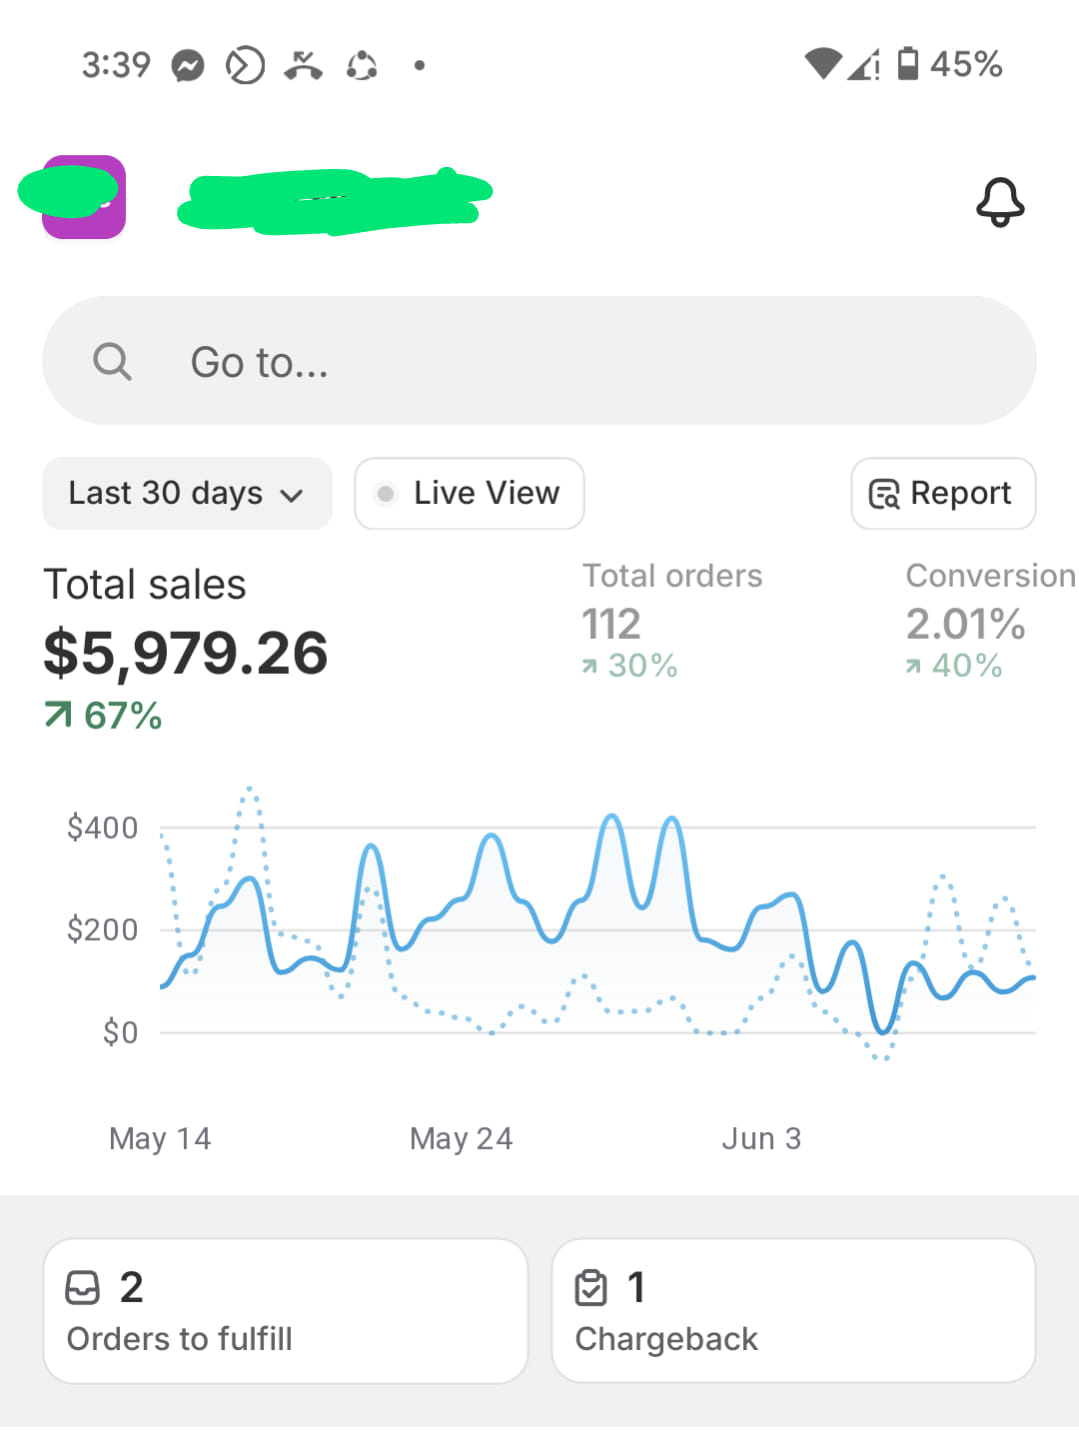 3:39
45%
Go to...
Last 30 days
Live View
Report
Total sales
$5,979.26
67%
Total orders
112
30%
Conversion
2.01%
40%
$400
$200
$0
May 14
May 24
Jun 3
2
Orders to fulfill
1
Chargeback